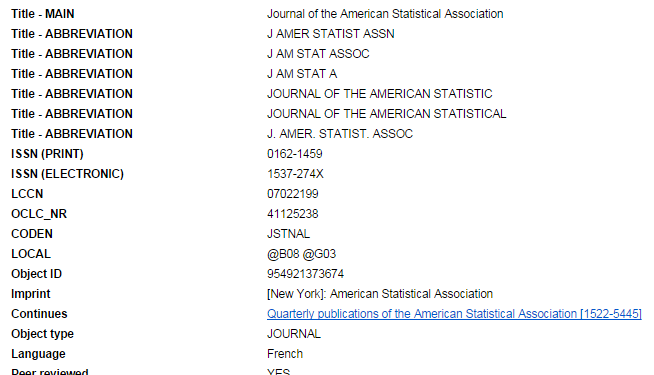 Title - MAIN Journal of the American Statistical Association
Title - ABBREVIATION J AMER STATIST ASSN
Title - ABBREVIATION J AM STAT ASSOC
Title - ABBREVIATION J AM STAT A
Title - ABBREVIATION JOURNAL OF THE AMERICAN STATISTIC
Title - ABBREVIATION JOURNAL OF THE AMERICAN STATISTICAL
Title - ABBREVIATION J. AMER. STATIST. ASSOC
ISSN (PRINT) 0162-1459
ISSN (ELECTRONIC) 1537-274X
LCCN 07022199
OCLC_NR 41125238
CODEN JSTNAL
LOCAL @B08 @G03
Object ID 954921373674
Imprint [New York]: American Statistical Association
Continues Quarterly publications of the American Statistical Association [1522-5445]
Object type JOURNAL
Language French
Peer reviewed YES